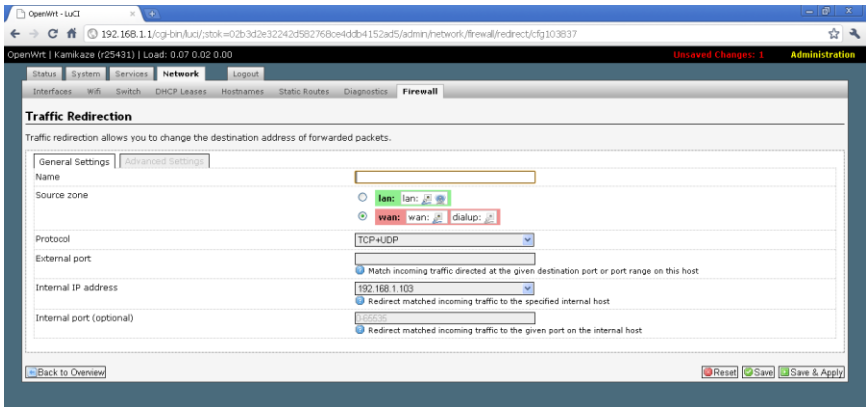 OpenWrt - LuCI
192.168.1.1/cgi-bin/luci/;stok=02b3d2e32242d582768ce4ddb4152ad5/admin/network/firewall/redirect/cfg103837
OpenWrt | Kamikaze (r25431) | Load: 0.07 0.02 0.00 Unsaved Changes: 1 Administration
Status System Services Network Logout
Interfaces Wifi Switch DHCP Leases Hostnames Static Routes Diagnostics Firewall
Traffic Redirection
Traffic redirection allows you to change the destination address of forwarded packets.
General Settings Advanced Settings
Name
Source zone lan: lan:
wan: wan: dialup:
Protocol TCP+UDP
External port
Match incoming traffic directed at the given destination port or port range on this host
Internal IP address 192.168.1.103
Redirect matched incoming traffic to the specified internal host
Internal port (optional) 0-65535
Redirect matched incoming traffic to the given port on the internal host
Back to Overview Reset Save Save & Apply